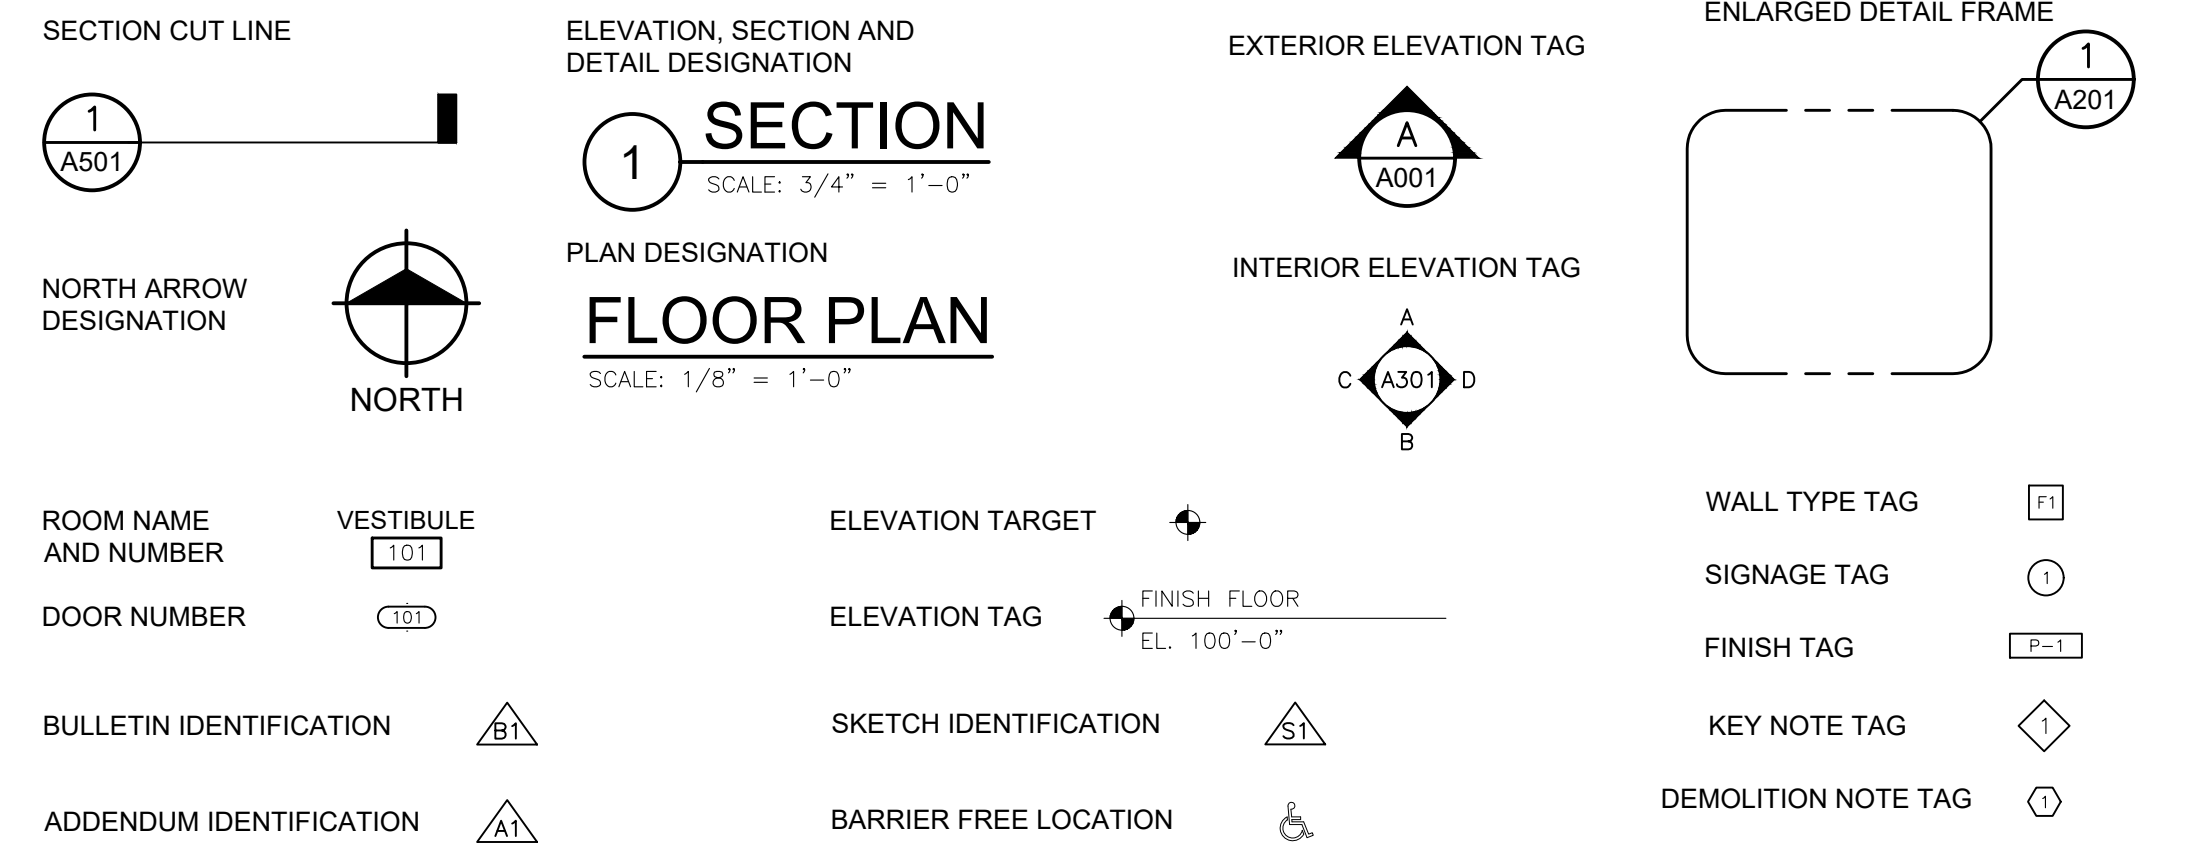 SECTION CUT LINE
1
A501
ELEVATION, SECTION AND
DETAIL DESIGNATION
1
SECTION
SCALE: 3/4" = 1'-0"
EXTERIOR ELEVATION TAG
A
A001
ENLARGED DETAIL FRAME
1
A201
NORTH ARROW
DESIGNATION
NORTH
PLAN DESIGNATION
FLOOR PLAN
SCALE: 1/8" = 1'-0"
INTERIOR ELEVATION TAG
A
C A301 D
B
ROOM NAME
AND NUMBER
VESTIBULE
101
DOOR NUMBER
101
BULLETIN IDENTIFICATION
B1
ADDENDUM IDENTIFICATION
A1
ELEVATION TARGET
ELEVATION TAG
FINISH FLOOR
EL. 100'-0"
SKETCH IDENTIFICATION
S1
BARRIER FREE LOCATION
WALL TYPE TAG
F1
SIGNAGE TAG
1
FINISH TAG
P-1
KEY NOTE TAG
1
DEMOLITION NOTE TAG
1